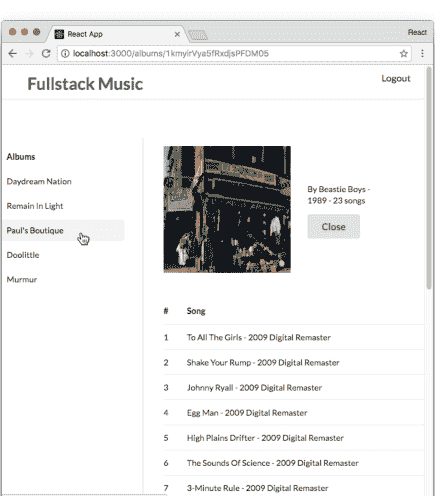 React App
React
localhost:3000/albums/1kmyirVya5fRxdjsPFDM05
Fullstack Music
Logout
Albums
Daydream Nation
Remain in Light
Paul's Boutique
Doolittle
Murmur
By Beastie Boys -
1989 - 23 songs
Close
# Song
1 To All The Girls - 2009 Digital Remaster
2 Shake Your Rump - 2009 Digital Remaster
3 Johnny Ryall - 2009 Digital Remaster
4 Egg Man - 2009 Digital Remaster
5 High Plains Drifter - 2009 Digital Remaster
6 The Sounds Of Science - 2009 Digital Remaster
7 3-Minute Rule - 2009 Digital Remaster